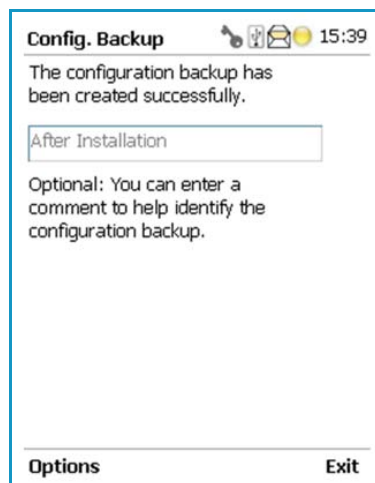 Config. Backup 15:39
The configuration backup has
been created successfully.
After Installation
Optional: You can enter a
comment to help identify the
configuration backup.
Options Exit